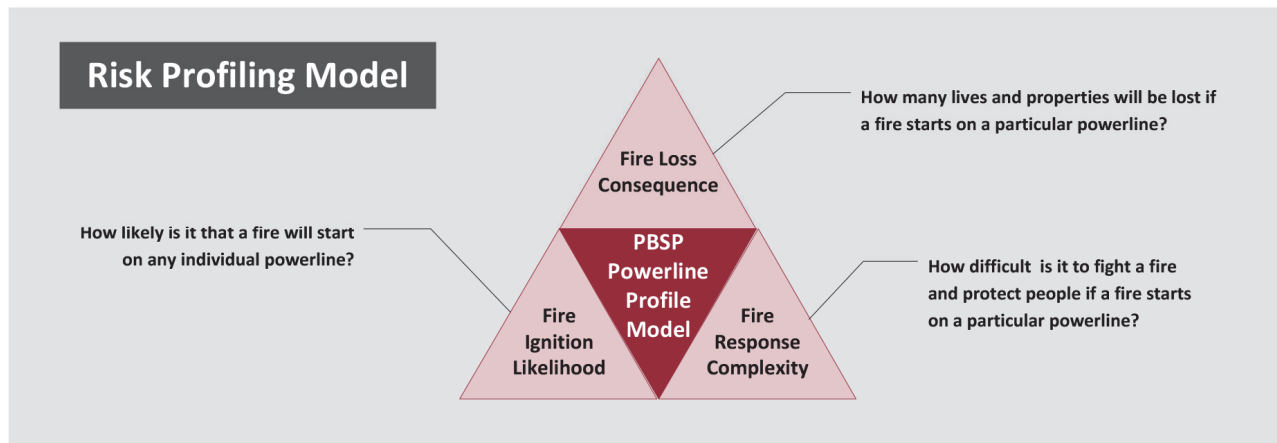 Risk Profiling Model
How many lives and properties will be lost if
a fire starts on a particular powerline?
Fire Loss
Consequence
How likely is it that a fire will start
on any individual powerline?
PBSP
Powerline
Profile
Model
How difficult is it to fight a fire
and protect people if a fire starts
on a particular powerline?
Fire
Ignition
Likelihood
Fire
Response
Complexity